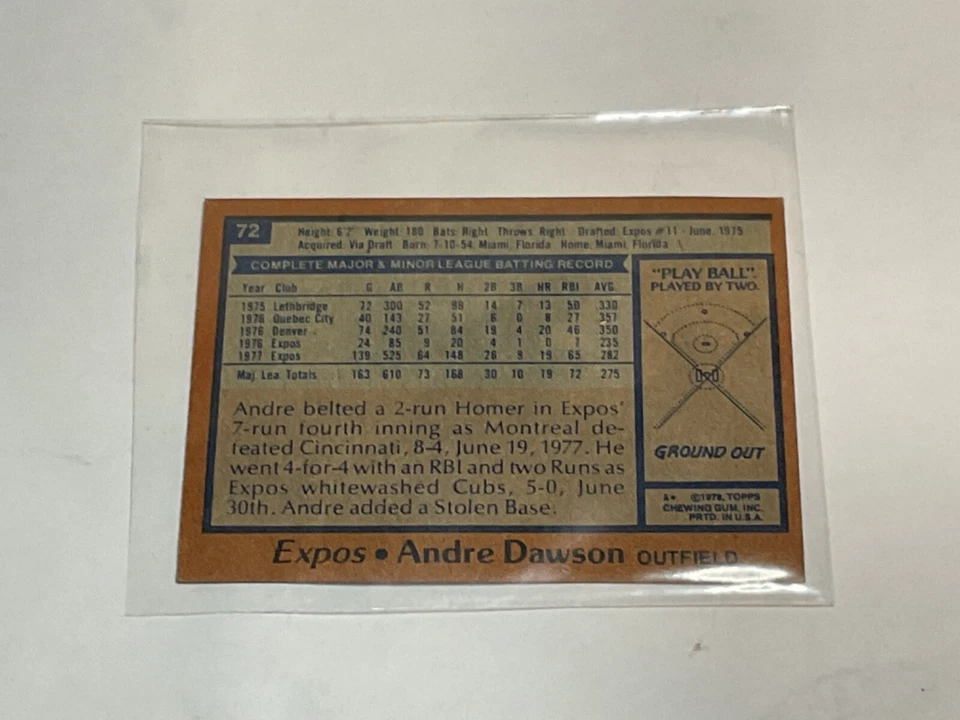 72
Height: 6'2" Weight: 180 Bats: Right Throws: Right Drafted: Expos #11 - June, 1975
Acquired: Via Draft Born: 7-10-54, Miami, Florida Home: Miami, Florida
COMPLETE MAJOR & MINOR LEAGUE BATTING RECORD
Year Club G AB R H 2B 3B HR RBI AVG.
1975 Lethbridge 72 300 52 99 14 7 13 50 .330
1976 Quebec City 40 143 27 51 6 0 8 27 .357
1976 Denver 74 240 51 84 19 4 20 46 .350
1976 Expos 24 85 9 20 4 1 0 7 .235
1977 Expos 139 525 64 148 26 9 19 65 .282
Maj. Lea. Totals 163 610 73 168 30 10 19 72 .275
Andre belted a 2-run Homer in Expos'
7-run fourth inning as Montreal de-
feated Cincinnati, 8-4, June 19, 1977. He
went 4-for-4 with an RBI and two Runs as
Expos whitewashed Cubs, 5-0, June
30th. Andre added a Stolen Base.
"PLAY BALL".
PLAYED BY TWO.
GROUND OUT
A* ©1978, TOPPS
CHEWING GUM, INC.
PRTD. IN U.S.A.
Expos • Andre Dawson OUTFIELD